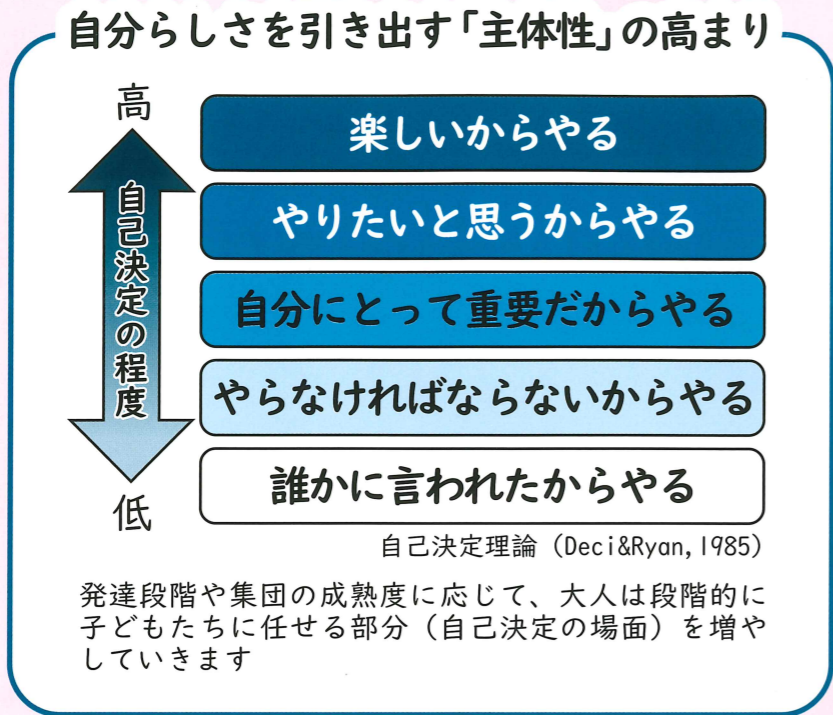 自分らしさを引き出す「主体性」の高まり
高
自己決定の程度
低
楽しいからやる
やりたいと思うからやる
自分にとって重要だからやる
やらなければならないからやる
誰かに言われたからやる
自己決定理論（Deci&Ryan,1985）
発達段階や集団の成熟度に応じて、大人は段階的に
子どもたちに任せる部分（自己決定の場面）を増や
していきます